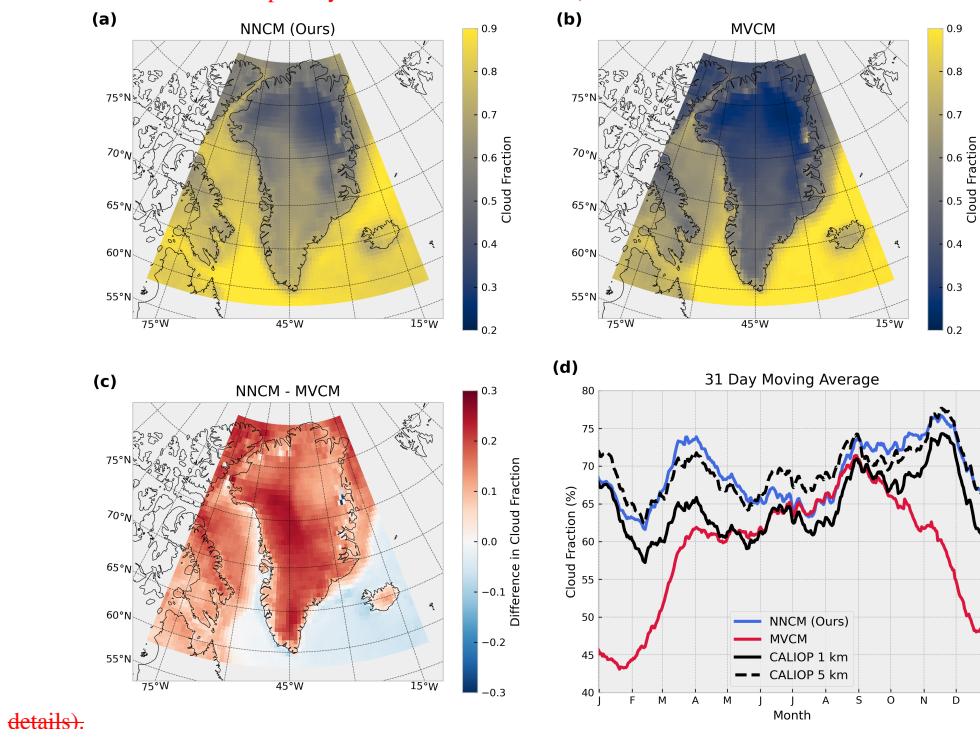 (a)
NNCM (Ours)
75°N
70°N
65°N
60°N
55°N
75°W
45°W
15°W
0.9
0.8
0.7
0.6
0.5
0.4
0.3
0.2
Cloud Fraction
(b)
MVCM
75°N
70°N
65°N
60°N
55°N
75°W
45°W
15°W
0.9
0.8
0.7
0.6
0.5
0.4
0.3
0.2
Cloud Fraction
(c)
NNCM - MVCM
75°N
70°N
65°N
60°N
55°N
75°W
45°W
15°W
0.3
0.2
0.1
0.0
−0.1
−0.2
−0.3
Difference in Cloud Fraction
(d)
31 Day Moving Average
80
75
70
65
60
55
50
45
40
Cloud Fraction (%)
NNCM (Ours)
MVCM
CALIOP 1 km
CALIOP 5 km
J F M A M J J A S O N D
Month
details).